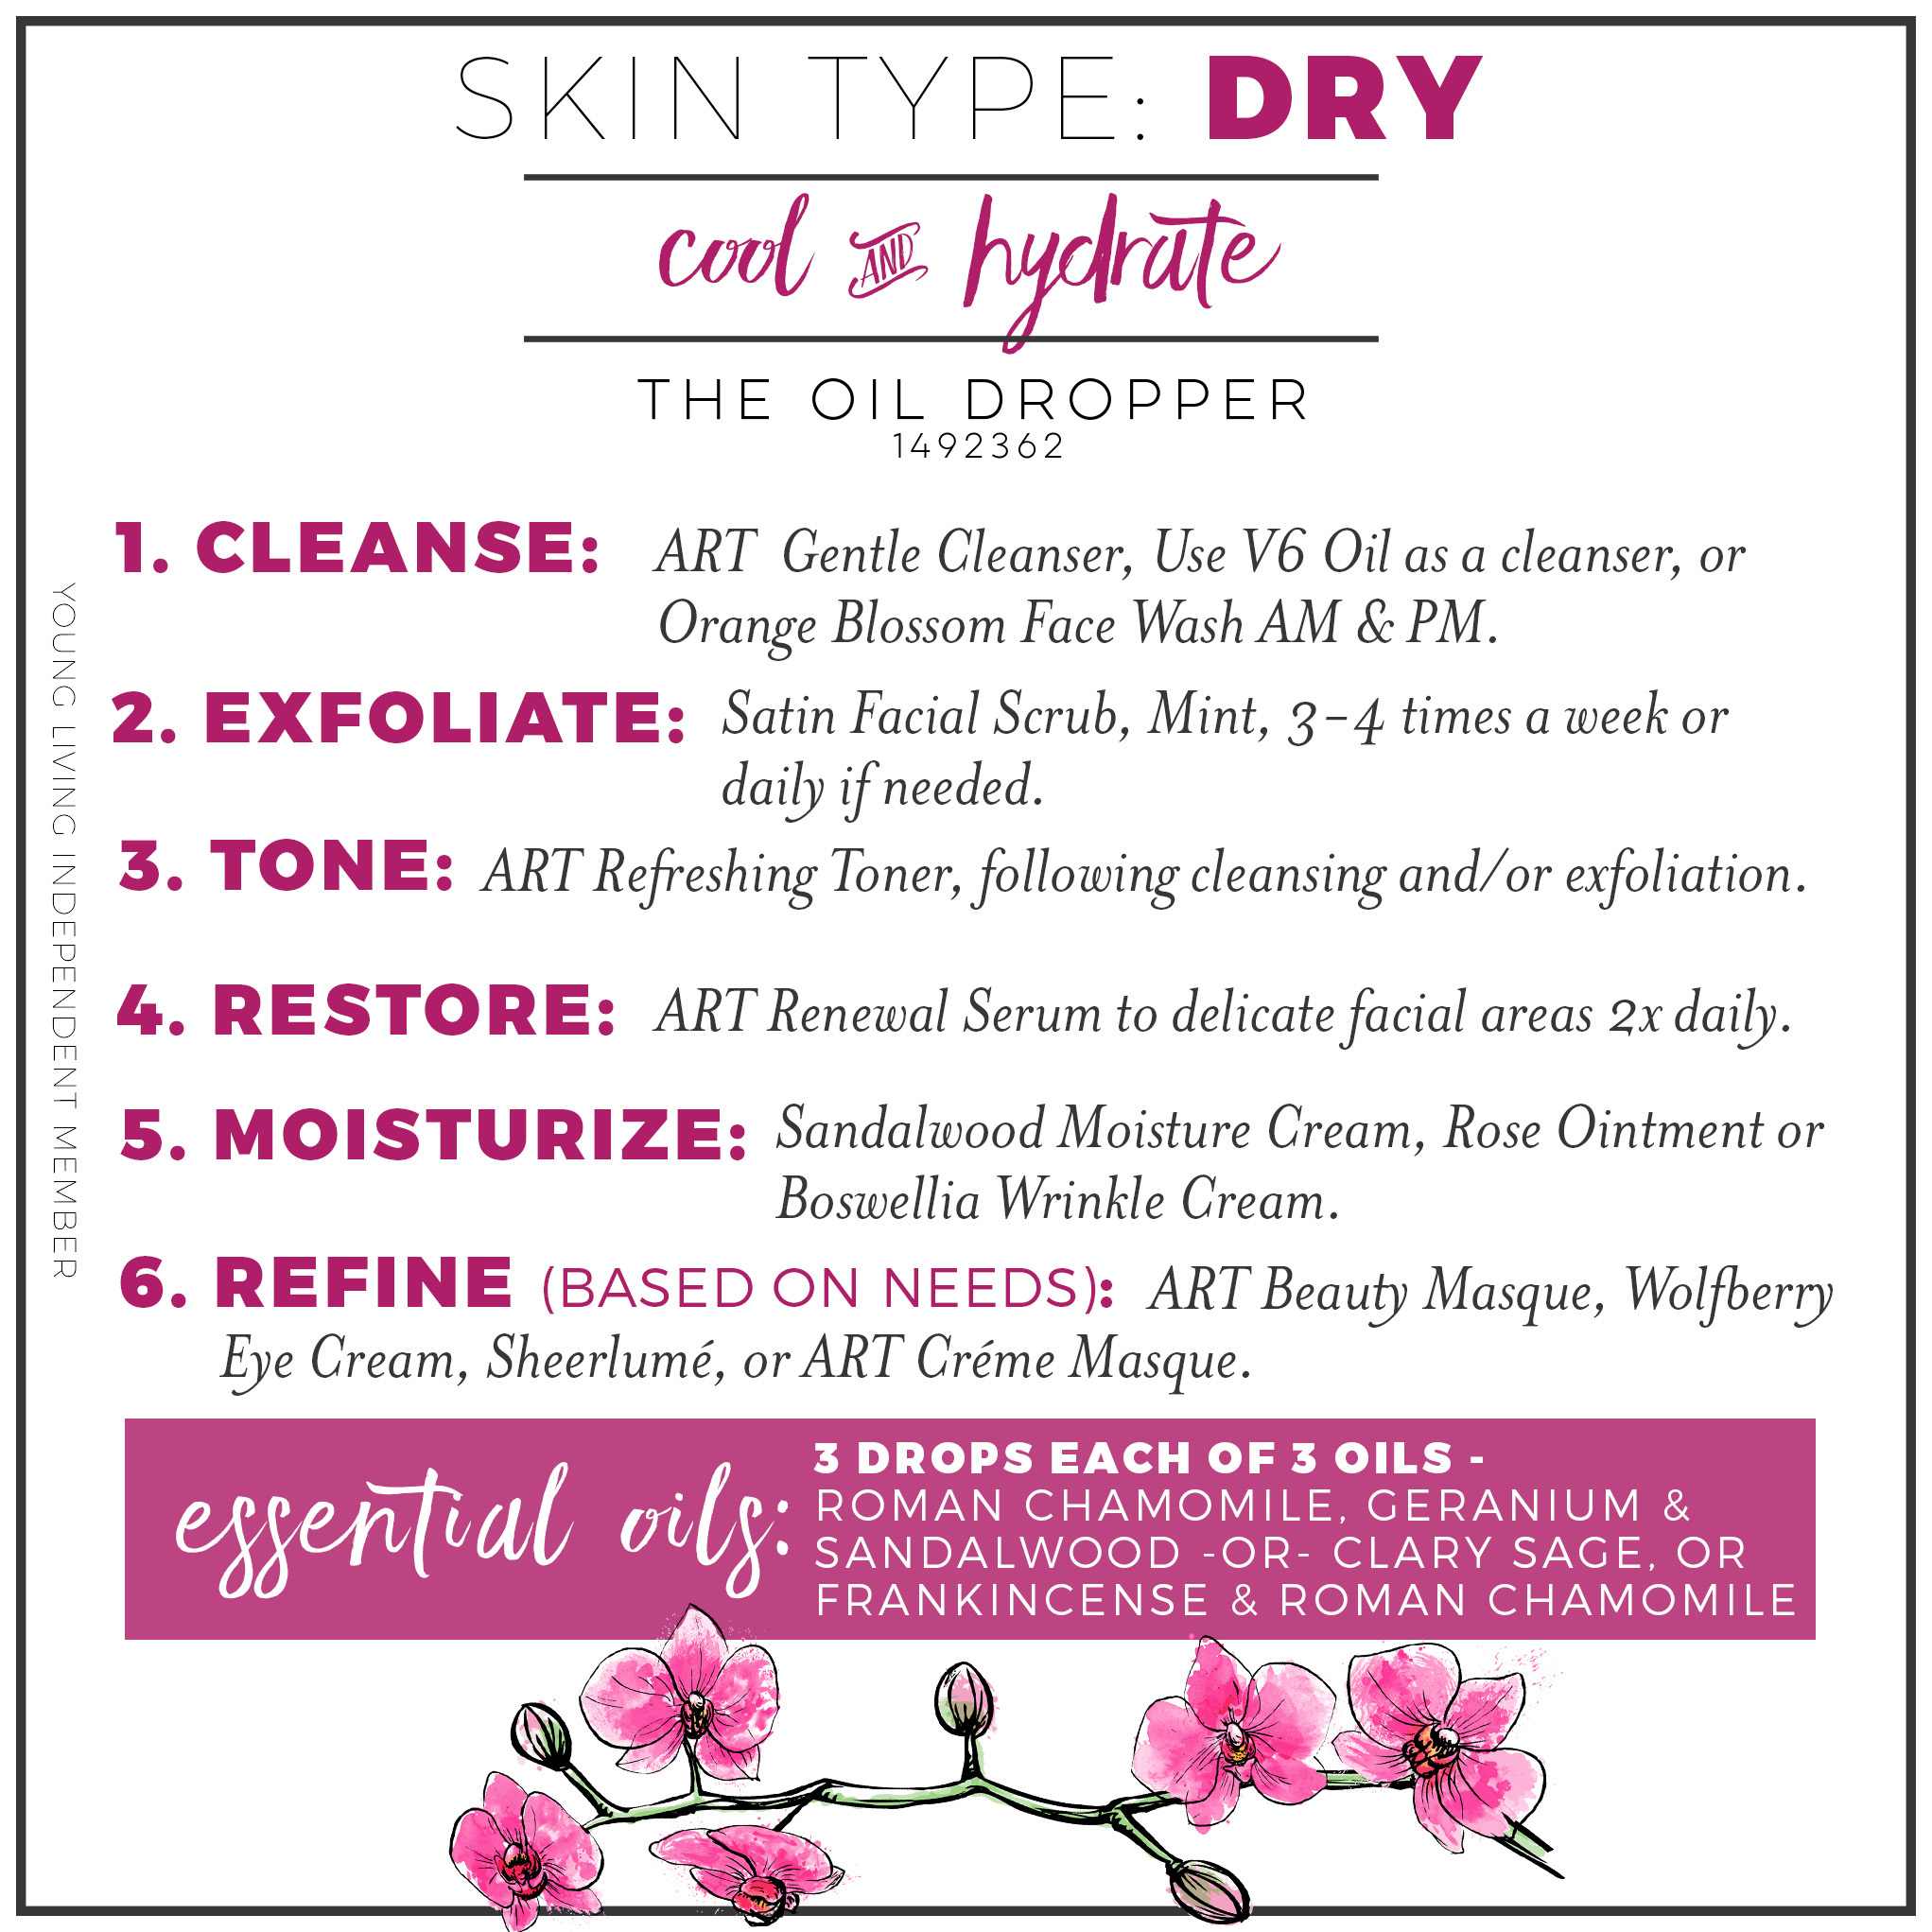 SKIN TYPE: DRY
cool AND hydrate
THE OIL DROPPER
1492362
1. CLEANSE: ART Gentle Cleanser, Use V6 Oil as a cleanser, or
Orange Blossom Face Wash AM & PM.
2. EXFOLIATE: Satin Facial Scrub, Mint, 3-4 times a week or
daily if needed.
3. TONE: ART Refreshing Toner, following cleansing and/or exfoliation.
4. RESTORE: ART Renewal Serum to delicate facial areas 2x daily.
5. MOISTURIZE: Sandalwood Moisture Cream, Rose Ointment or
Boswellia Wrinkle Cream.
6. REFINE (BASED ON NEEDS): ART Beauty Masque, Wolfberry
Eye Cream, Sheerlumé, or ART Créme Masque.
essential oils:
3 DROPS EACH OF 3 OILS -
ROMAN CHAMOMILE, GERANIUM &
SANDALWOOD -OR- CLARY SAGE, OR
FRANKINCENSE & ROMAN CHAMOMILE
YOUNG LIVING INDEPENDENT MEMBER